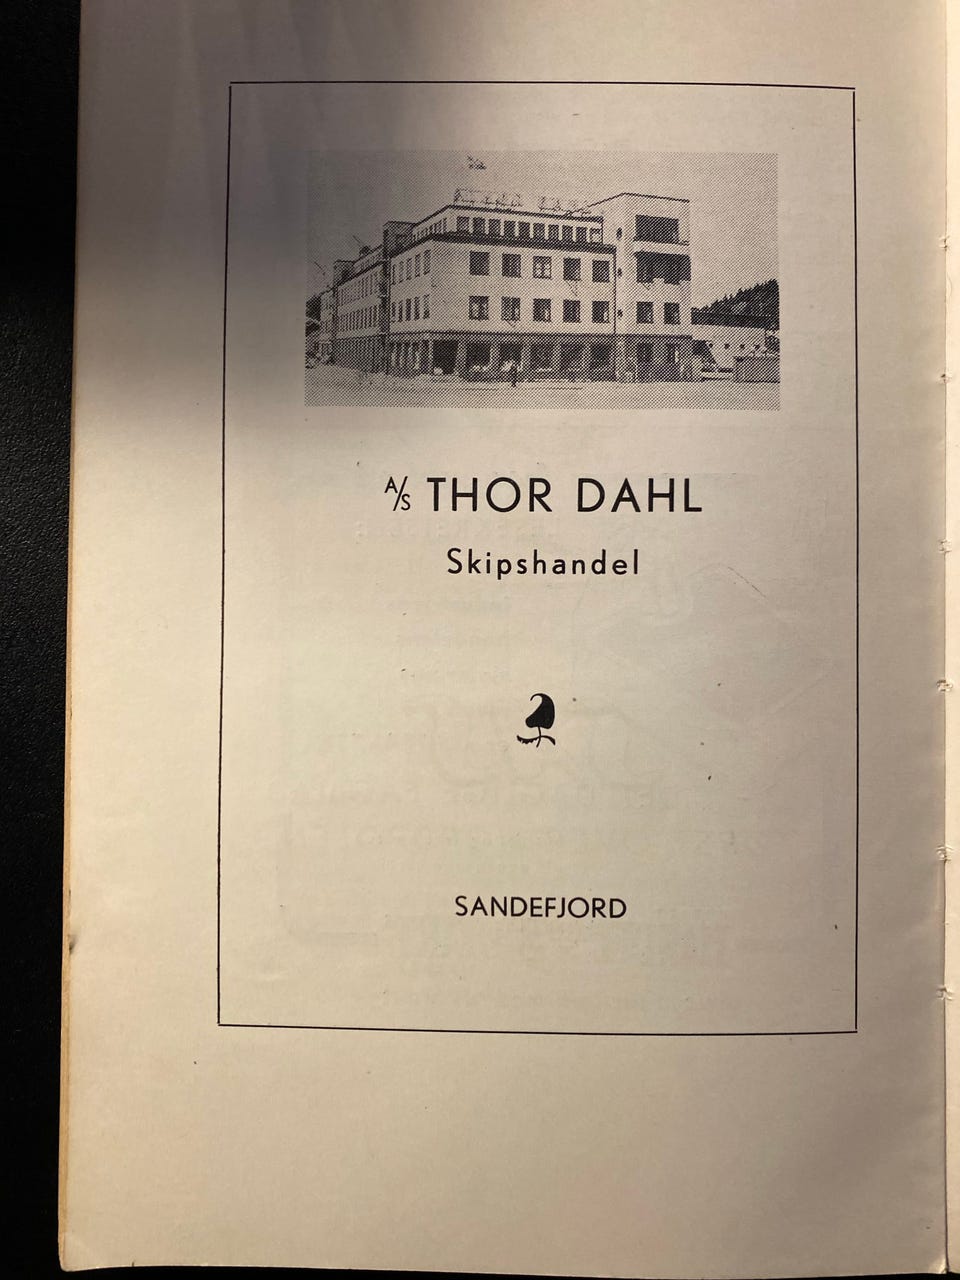 A/S THOR DAHL
Skipshandel
SANDEFJORD